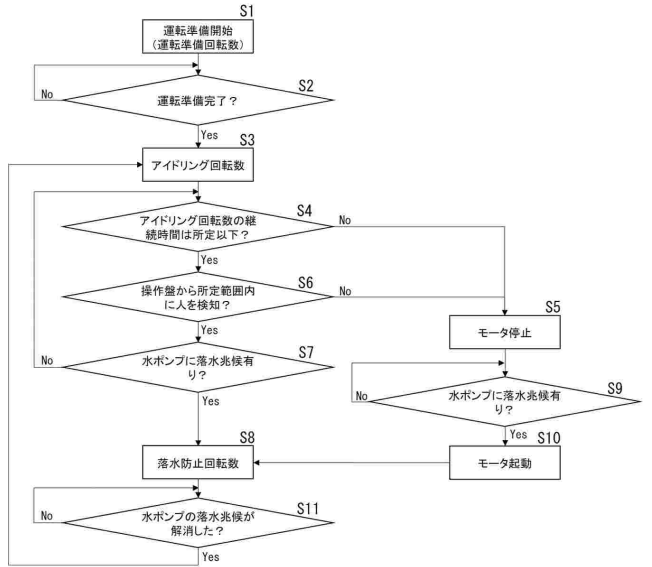 S1
運転準備開始
(運転準備回転数)
S2
運転準備完了?
No
Yes
S3
アイドリング回転数
S4
アイドリング回転数の継
続時間は所定以下?
No
Yes
S6
操作盤から所定範囲内
に人を検知?
No
Yes
S5
モータ停止
S7
水ポンプに落水兆候有
り?
No
Yes
S9
水ポンプに落水兆候有
り?
No
Yes
S10
モータ起動
S8
落水防止回転数
S11
水ポンプの落水兆候が
解消した?
No
Yes